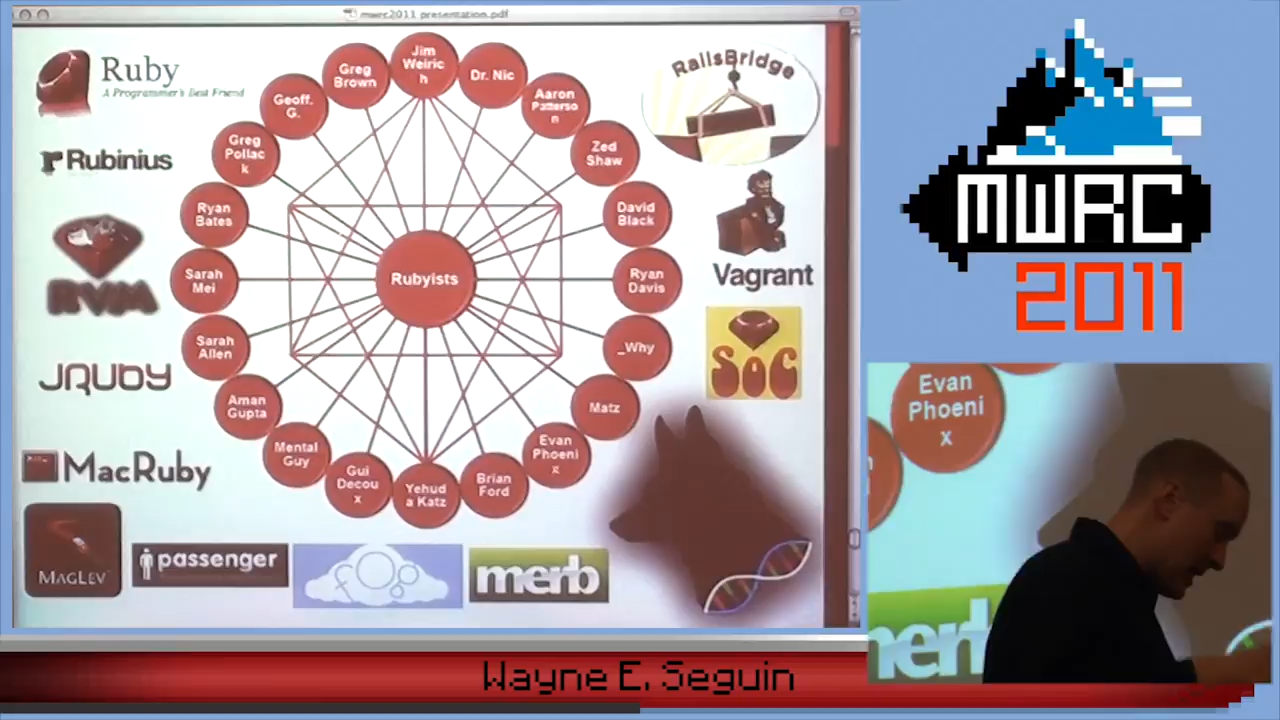 mwrc2011 presentation.pdf
Ruby
A Programmer's Best Friend
Rubinius
RVM
JRUBY
MacRuby
MAGLEV
passenger
fog
merb
Jim
Weiric
h
Dr. Nic
Aaron
Patterso
n
Zed
Shaw
David
Black
Ryan
Davis
_Why
Matz
Evan
Phoeni
x
Brian
Ford
Yehud
a Katz
Gui
Decou
x
Mental
Guy
Aman
Gupta
Sarah
Allen
Sarah
Mei
Ryan
Bates
Greg
Pollac
k
Geoff.
G.
Greg
Brown
Rubyists
RailsBridge
Vagrant
SoC
MWRC
2011
Evan
Phoeni
x
merb
Wayne E. Seguin